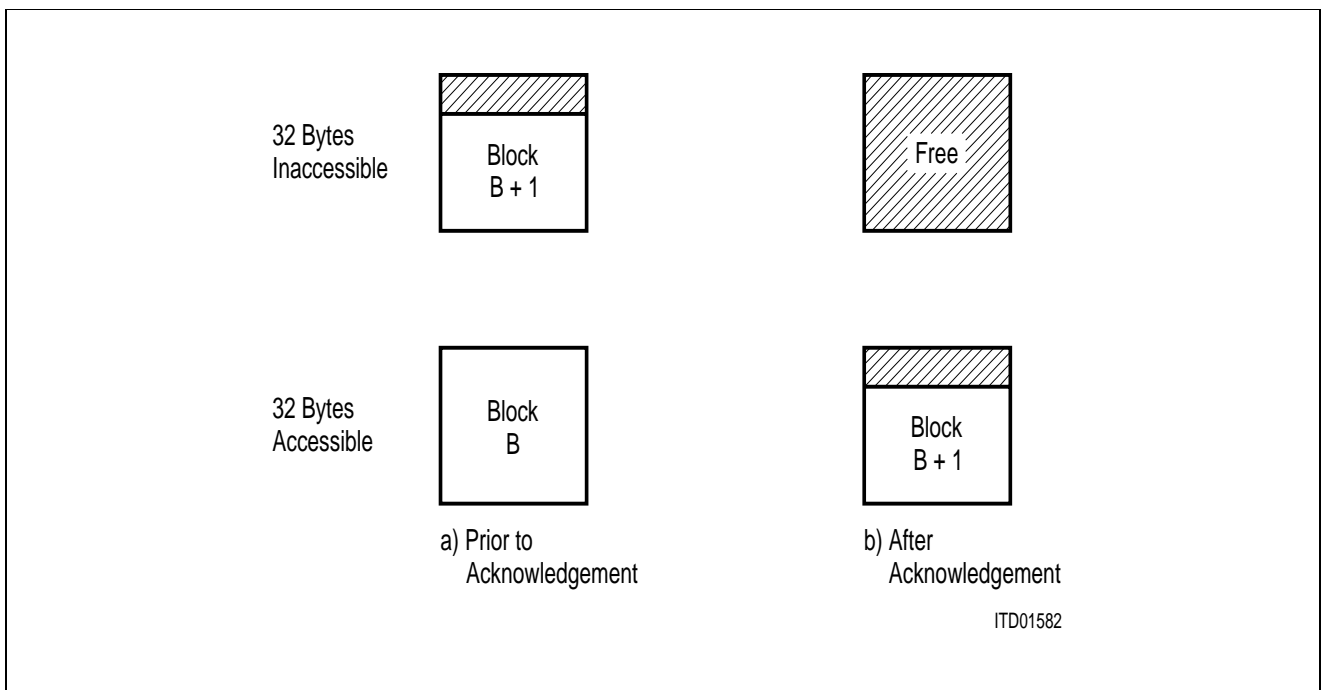 32 Bytes
Inaccessible
Block
B + 1
Free
32 Bytes
Accessible
Block
B
Block
B + 1
a) Prior to
Acknowledgement
b) After
Acknowledgement
ITD01582